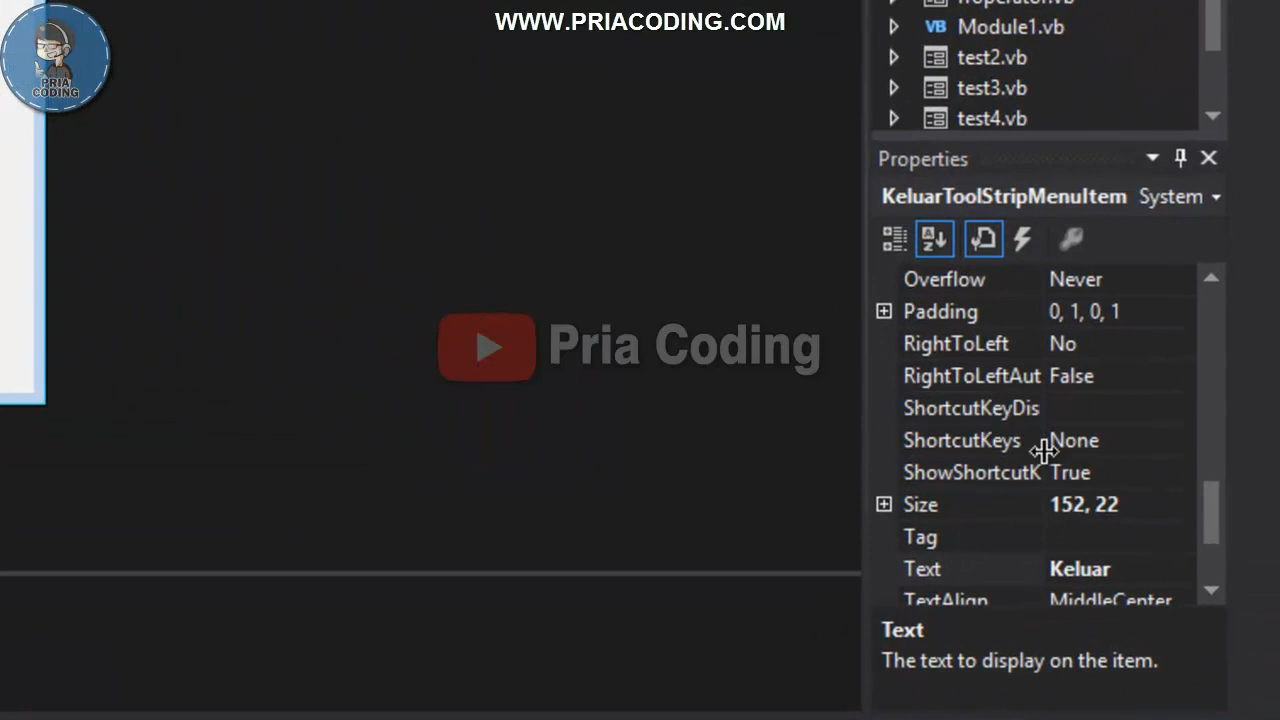 WWW.PRIACODING.COM
PRIA
CODING
Module1.vb
test2.vb
test3.vb
test4.vb
Properties
KeluarToolStripMenuItem System
Overflow Never
Padding 0, 1, 0, 1
RightToLeft No
RightToLeftAut False
ShortcutKeyDis
ShortcutKeys None
ShowShortcutK True
Size 152, 22
Tag
Text Keluar
TextAlign MiddleCenter
Text
The text to display on the item.
Pria Coding